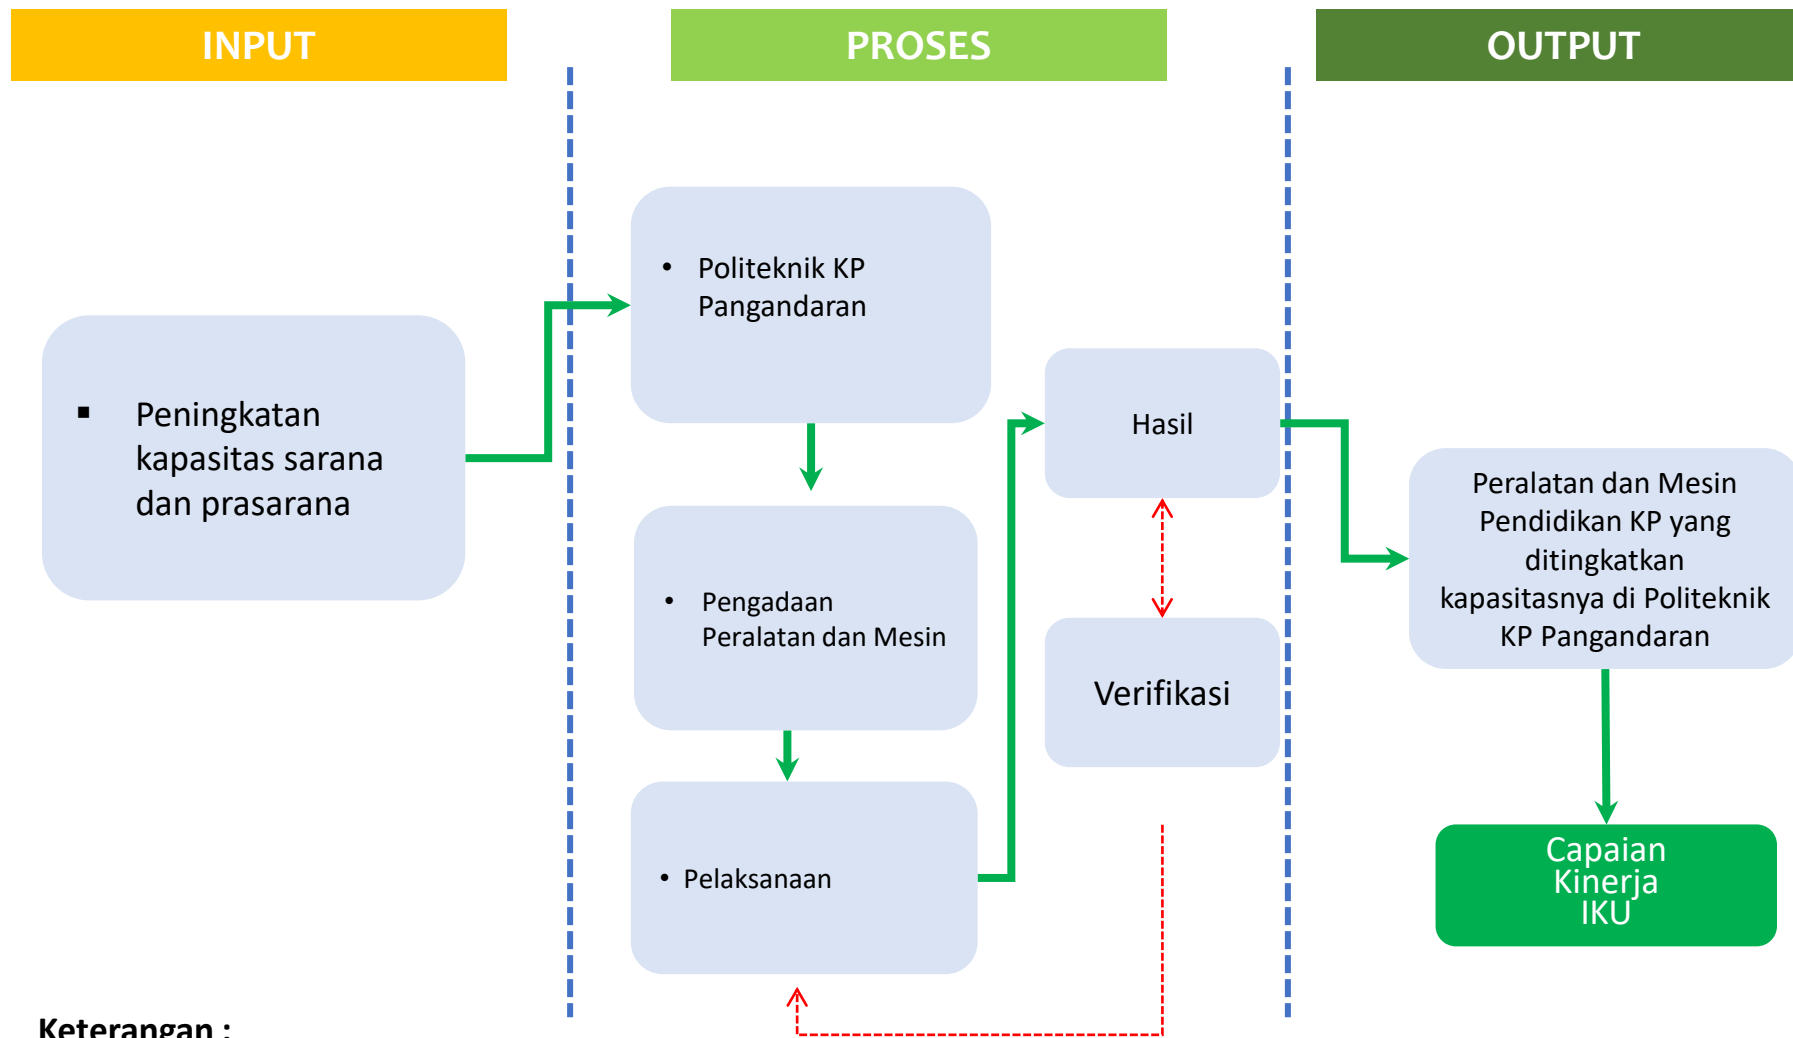 INPUT
PROSES
OUTPUT
▪ Peningkatan
kapasitas sarana
dan prasarana
• Politeknik KP
Pangandaran
• Pengadaan
Peralatan dan Mesin
• Pelaksanaan
Hasil
Verifikasi
Peralatan dan Mesin
Pendidikan KP yang
ditingkatkan
kapasitasnya di Politeknik
KP Pangandaran
Capaian
Kinerja
IKU
Keterangan :